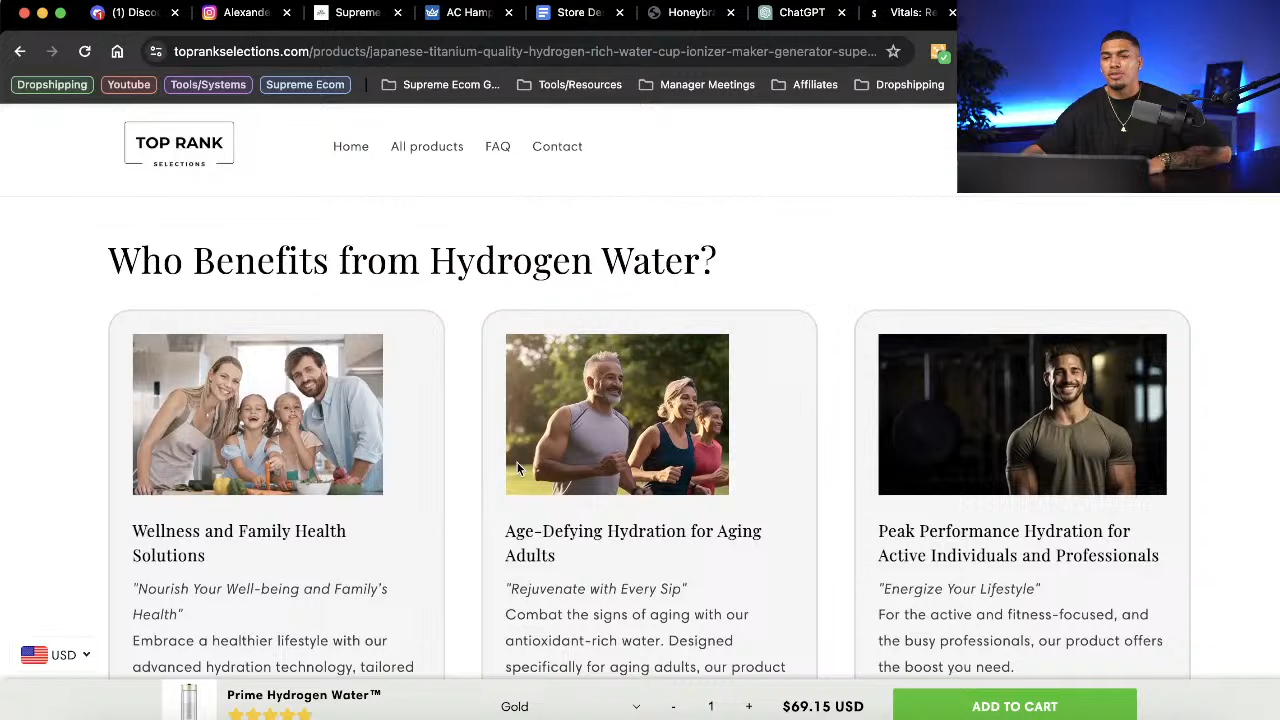 (1) Disco
Alexande
Supreme
AC Hamp
Store De
Honeybr
ChatGPT
Vitals: Re
toprankselections.com/products/japanese-titanium-quality-hydrogen-rich-water-cup-ionizer-maker-generator-supe...
Dropshipping
Youtube
Tools/Systems
Supreme Ecom
Supreme Ecom G...
Tools/Resources
Manager Meetings
Affiliates
Dropshipping
TOP RANK
SELECTIONS
Home
All products
FAQ
Contact
Who Benefits from Hydrogen Water?
Wellness and Family Health
Solutions
"Nourish Your Well-being and Family's
Health"
Embrace a healthier lifestyle with our
advanced hydration technology, tailored
Age-Defying Hydration for Aging
Adults
"Rejuvenate with Every Sip"
Combat the signs of aging with our
antioxidant-rich water. Designed
specifically for aging adults, our product
Peak Performance Hydration for
Active Individuals and Professionals
"Energize Your Lifestyle"
For the active and fitness-focused, and
the busy professionals, our product offers
the boost you need.
USD
Prime Hydrogen Water™
Gold
- 1 +
$69.15 USD
ADD TO CART